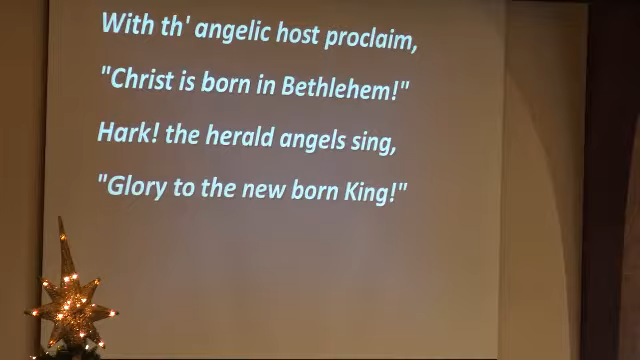 With th' angelic host proclaim,
"Christ is born in Bethlehem!"
Hark! the herald angels sing,
"Glory to the new born King!"